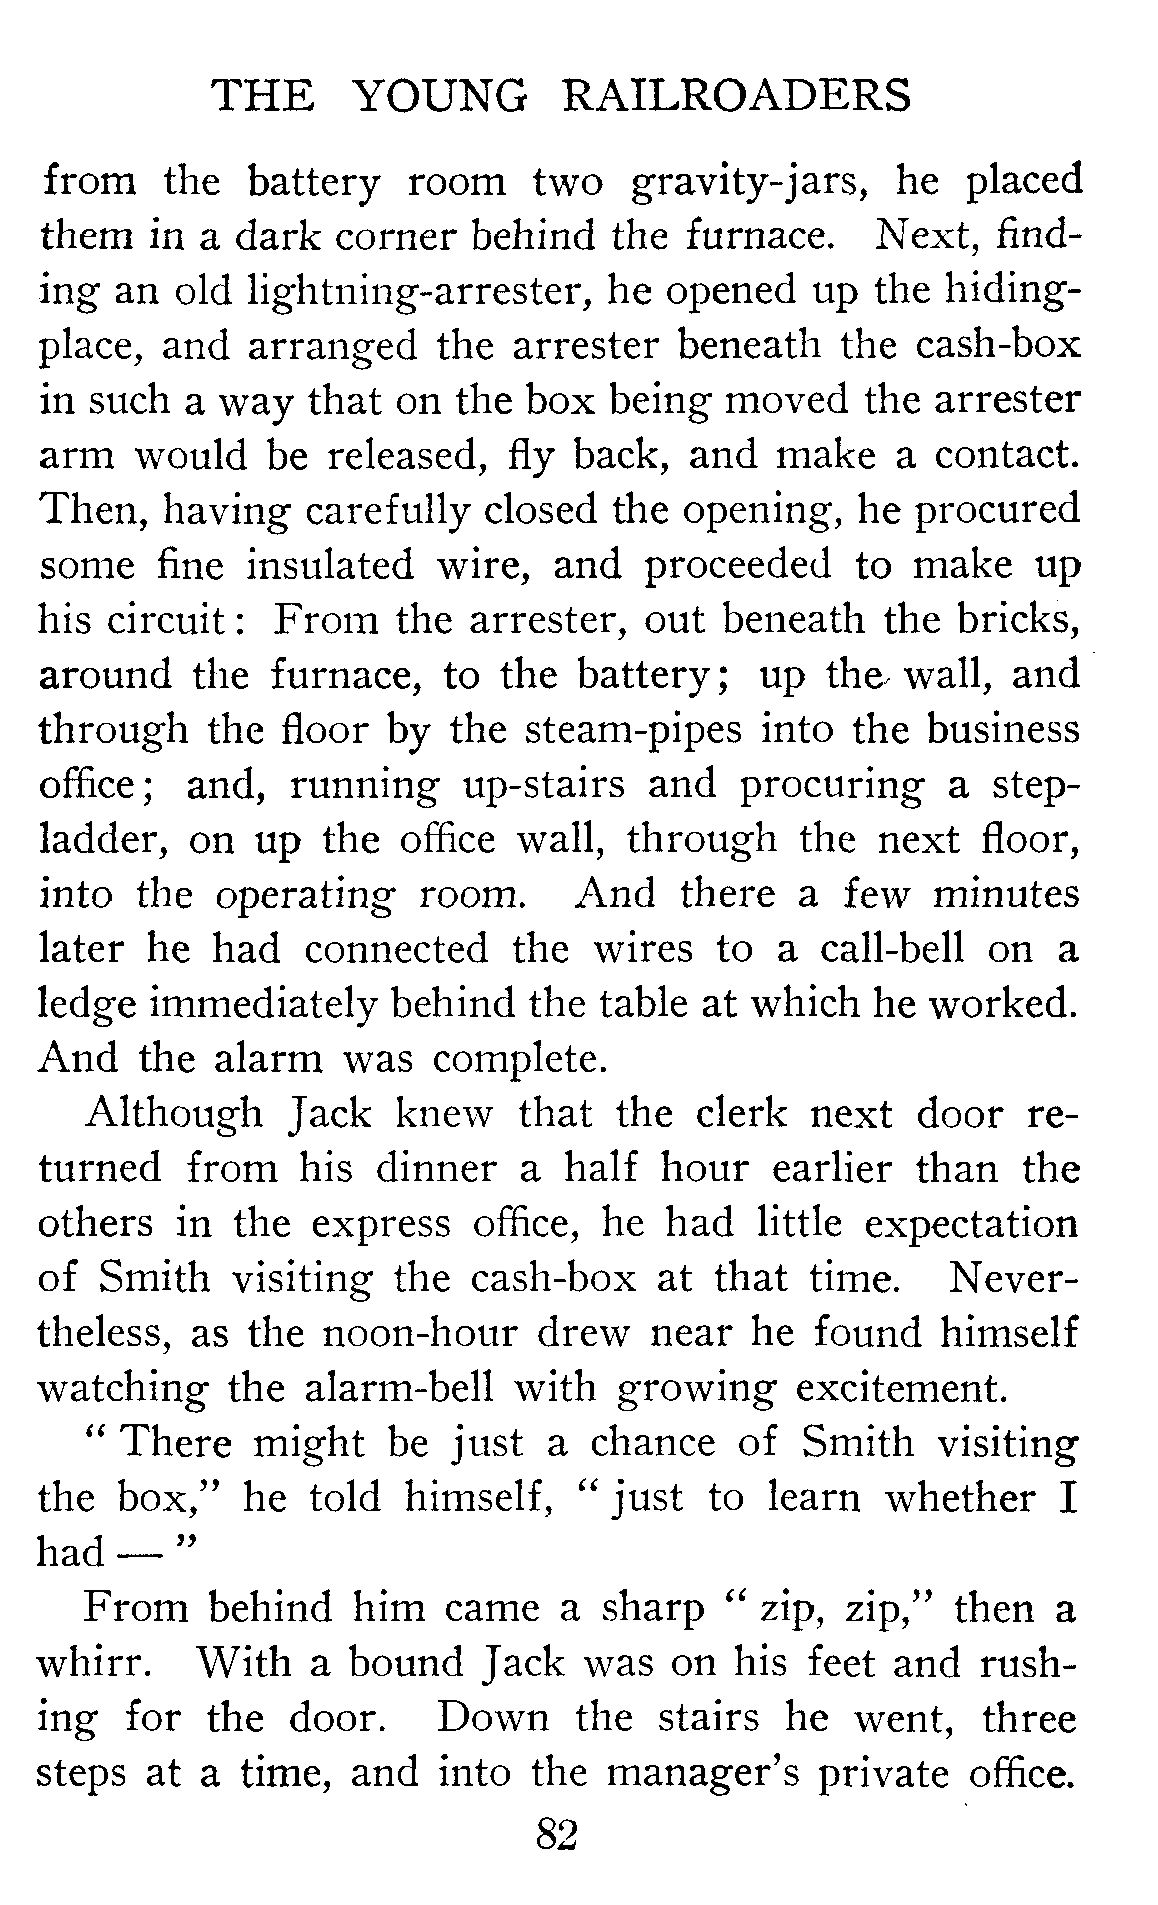 THE YOUNG RAILROADERS
from the battery room two gravity-jars, he placed
them in a dark corner behind the furnace. Next, find-
ing an old lightning-arrester, he opened up the hiding-
place, and arranged the arrester beneath the cash-box
in such a way that on the box being moved the arrester
arm would be released, fly back, and make a contact.
Then, having carefully closed the opening, he procured
some fine insulated wire, and proceeded to make up
his circuit: From the arrester, out beneath the bricks,
around the furnace, to the battery; up the wall, and
through the floor by the steam-pipes into the business
office; and, running up-stairs and procuring a step-
ladder, on up the office wall, through the next floor,
into the operating room. And there a few minutes
later he had connected the wires to a call-bell on a
ledge immediately behind the table at which he worked.
And the alarm was complete.
Although Jack knew that the clerk next door re-
turned from his dinner a half hour earlier than the
others in the express office, he had little expectation
of Smith visiting the cash-box at that time. Never-
theless, as the noon-hour drew near he found himself
watching the alarm-bell with growing excitement.
“ There might be just a chance of Smith visiting
the box,” he told himself, “ just to learn whether I
had — ”
From behind him came a sharp “ zip, zip,” then a
whirr. With a bound Jack was on his feet and rush-
ing for the door. Down the stairs he went, three
steps at a time, and into the manager's private office.
82